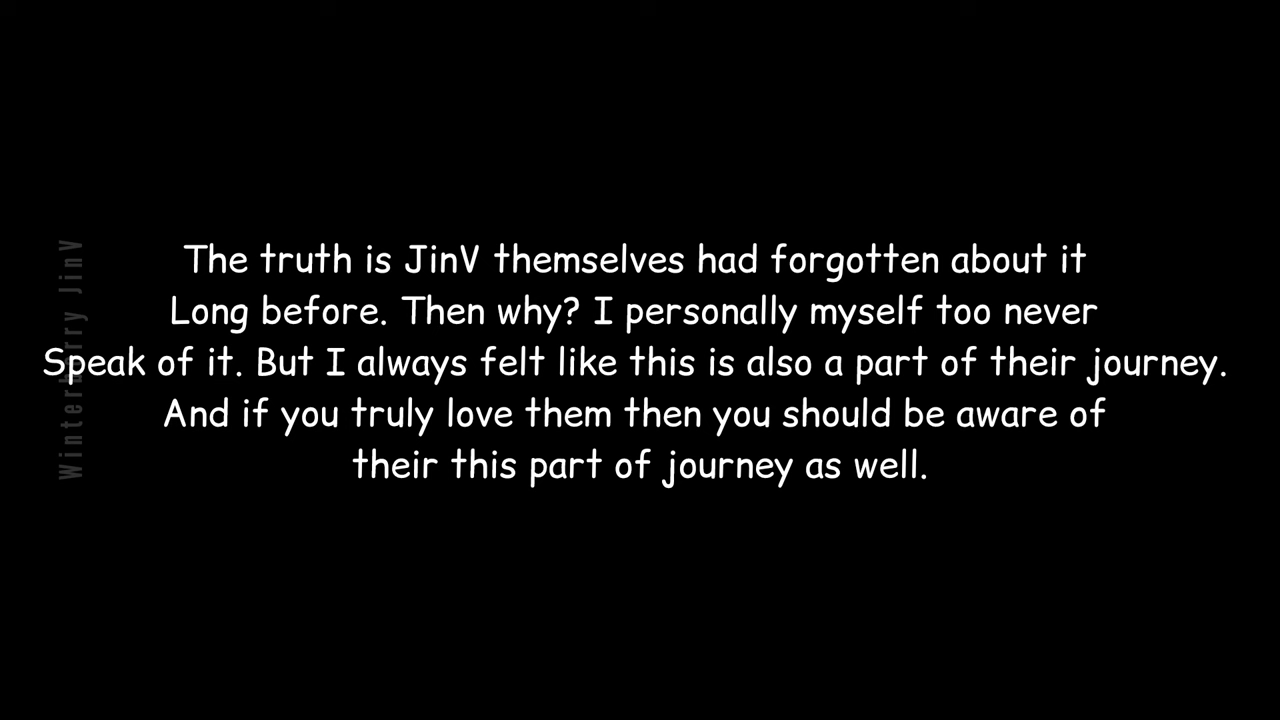 The truth is JinV themselves had forgotten about it
Long before. Then why? I personally myself too never
Speak of it. But I always felt like this is also a part of their journey.
And if you truly love them then you should be aware of
their this part of journey as well.
Winterberry JinV